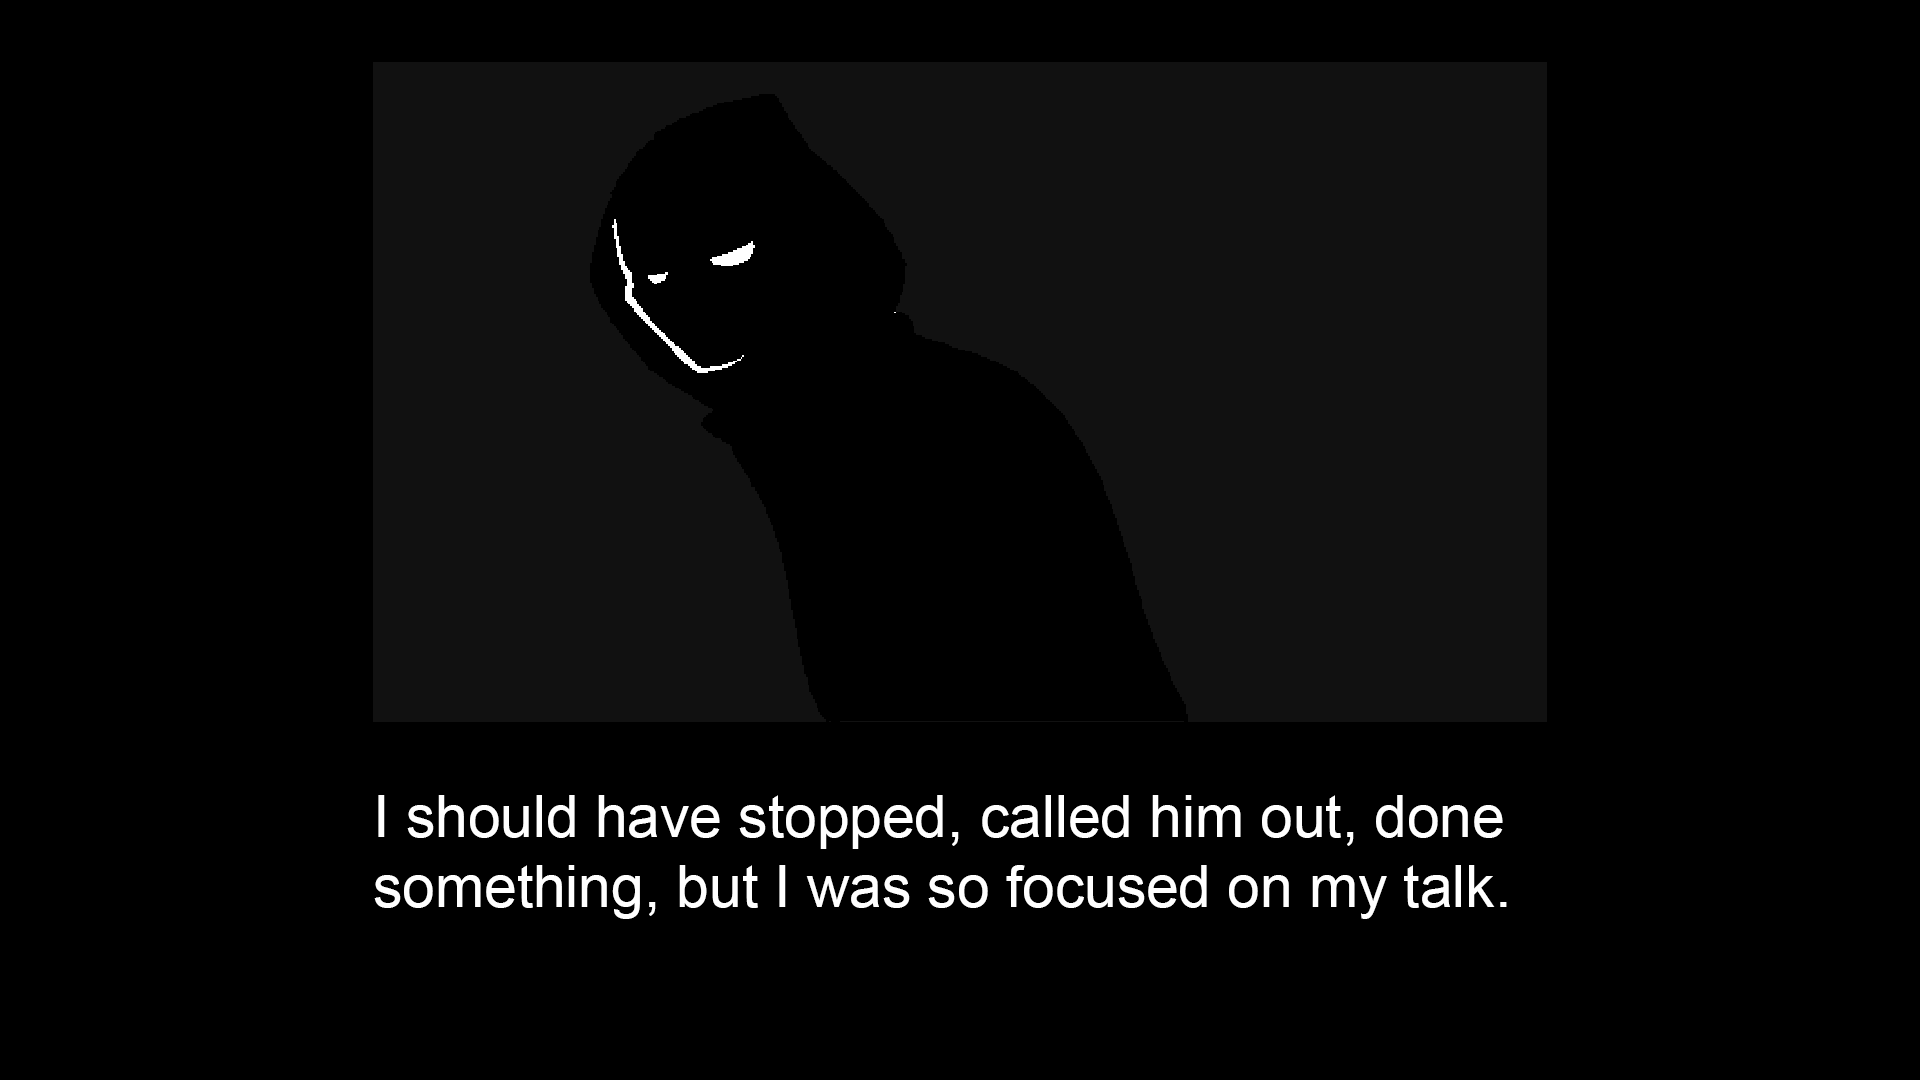 I should have stopped, called him out, done
something, but I was so focused on my talk.